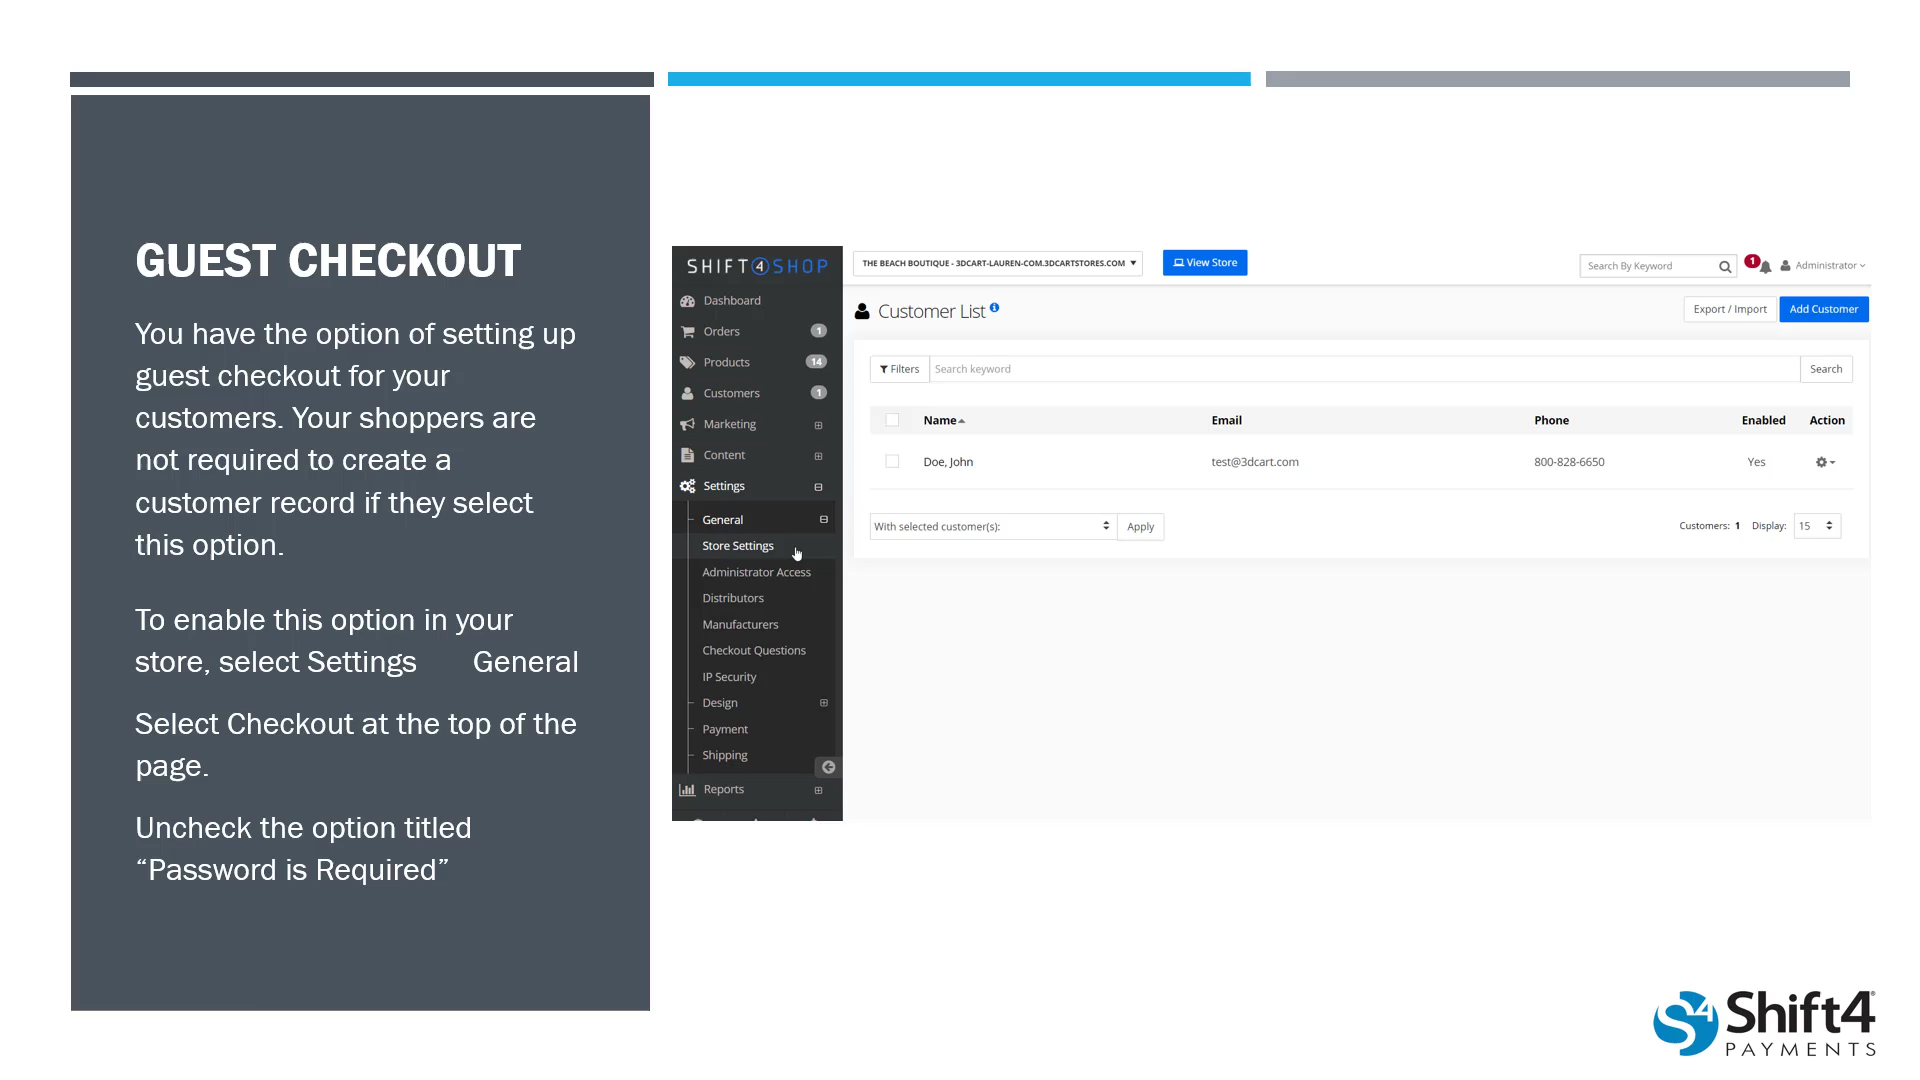 GUEST CHECKOUT
You have the option of setting up
guest checkout for your
customers. Your shoppers are
not required to create a
customer record if they select
this option.
To enable this option in your
store, select Settings General
Select Checkout at the top of the
page.
Uncheck the option titled
“Password is Required”
SHIFT4SHOP
THE BEACH BOUTIQUE - 3DCART-LAUREN-COM.3DCARTSTORES.COM
View Store
Search By Keyword
1
Administrator
Dashboard
Orders 1
Products 14
Customers 1
Marketing
Content
Settings
General
Store Settings
Administrator Access
Distributors
Manufacturers
Checkout Questions
IP Security
Design
Payment
Shipping
Reports
Customer List
Export / Import
Add Customer
Filters
Search keyword
Search
Name Email Phone Enabled Action
Doe, John test@3dcart.com 800-828-6650 Yes
With selected customer(s):
Apply
Customers: 1 Display: 15
S4 Shift4
PAYMENTS